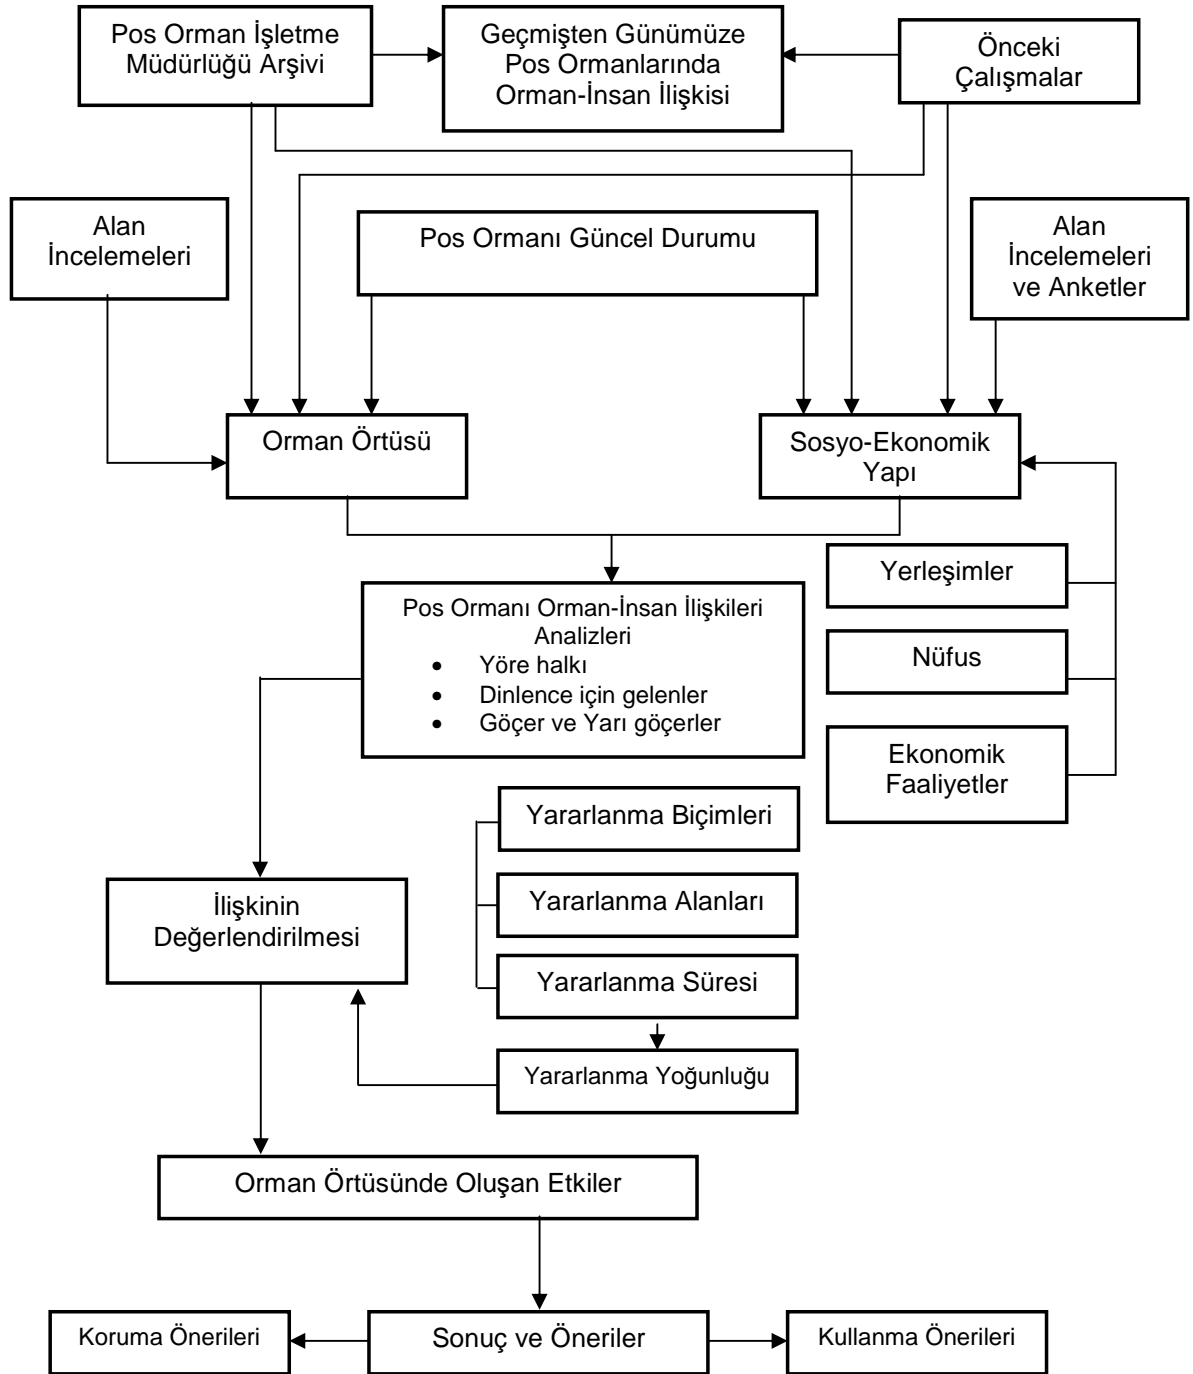 Pos Orman İşletme
Müdürlüğü Arşivi
Geçmişten Günümüze
Pos Ormanlarında
Orman-İnsan İlişkisi
Önceki
Çalışmalar
Alan
İncelemeleri
Pos Ormanı Güncel Durumu
Alan
İncelemeleri
ve Anketler
Orman Örtüsü
Sosyo-Ekonomik
Yapı
Yerleşimler
Nüfus
Ekonomik
Faaliyetler
Pos Ormanı Orman-İnsan İlişkileri
Analizleri
• Yöre halkı
• Dinlence için gelenler
• Göçer ve Yarı göçerler
Yararlanma Biçimleri
Yararlanma Alanları
Yararlanma Süresi
Yararlanma Yoğunluğu
İlişkinin
Değerlendirilmesi
Orman Örtüsünde Oluşan Etkiler
Koruma Önerileri
Sonuç ve Öneriler
Kullanma Önerileri